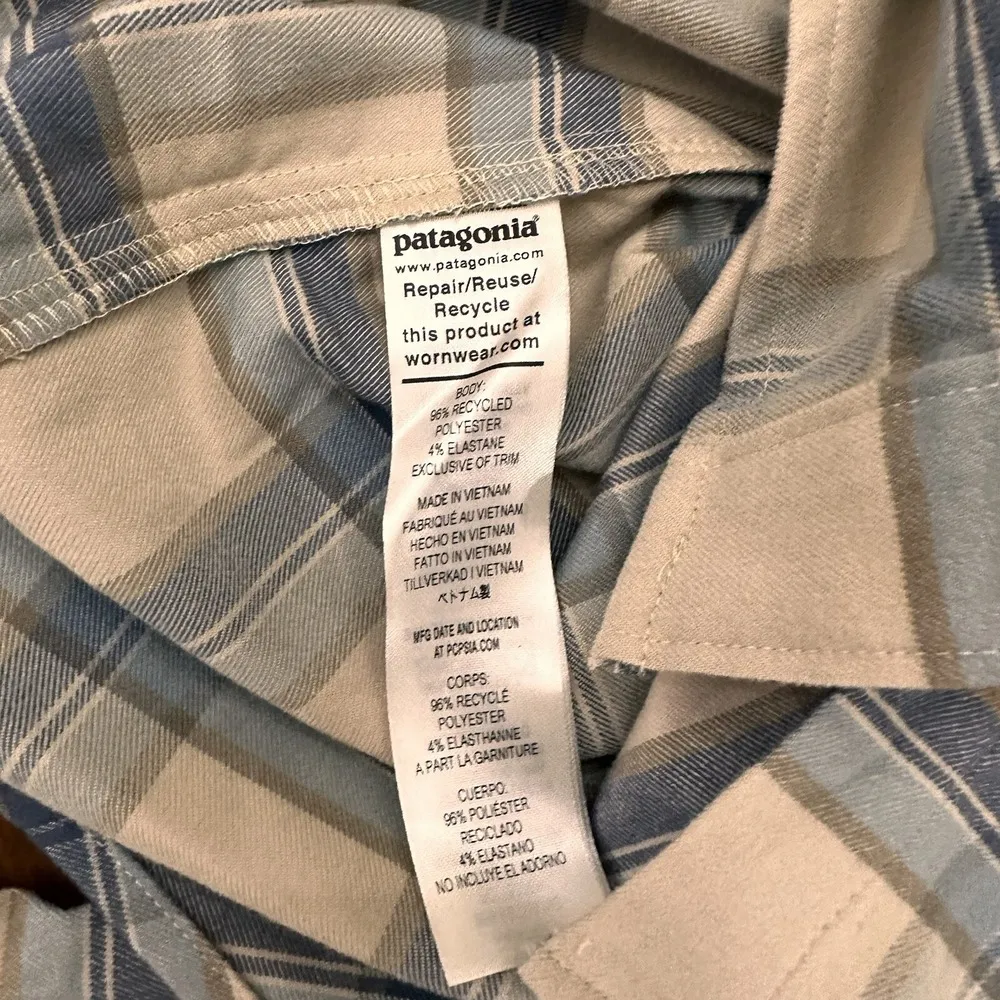 patagonia®
www.patagonia.com
Repair/Reuse/
Recycle
this product at
wornwear.com
BODY:
96% RECYCLED
POLYESTER
4% ELASTANE
EXCLUSIVE OF TRIM
MADE IN VIETNAM
FABRIQUÉ AU VIETNAM
HECHO EN VIETNAM
FATTO IN VIETNAM
TILLVERKAD I VIETNAM
ベトナム製
MFG DATE AND LOCATION
AT PCPSIA.COM
CORPS:
96% RECYCLÉ
POLYESTER
4% ELASTHANNE
A PART LA GARNITURE
CUERPO:
96% POLIÉSTER
RECICLADO
4% ELASTANO
NO INCLUYE EL ADORNO